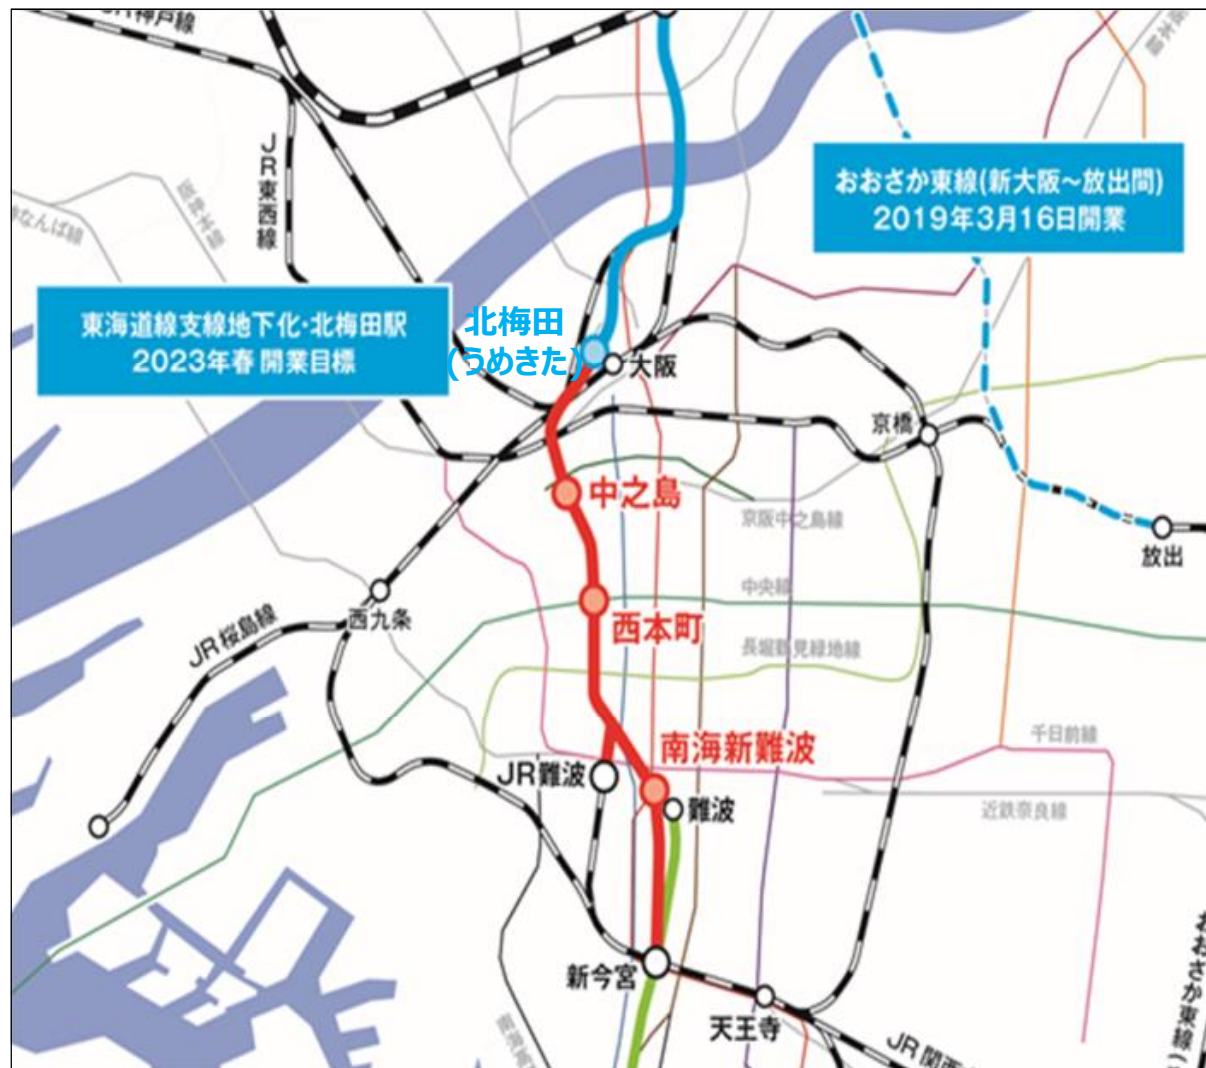 JR神戸線
阪神本線
なんば線
JR東西線
おおさか東線(新大阪～放出間)
2019年3月16日開業
東海道線支線地下化・北梅田駅
2023年春 開業目標
北梅田
(うめきた)
大阪
京橋
中之島
京阪中之島線
放出
中央線
西九条
西本町
JR桜島線
長堀鶴見緑地線
千日前線
南海新難波
JR難波
難波
近鉄奈良線
新今宮
天王寺
JR関西
おおさか東線(